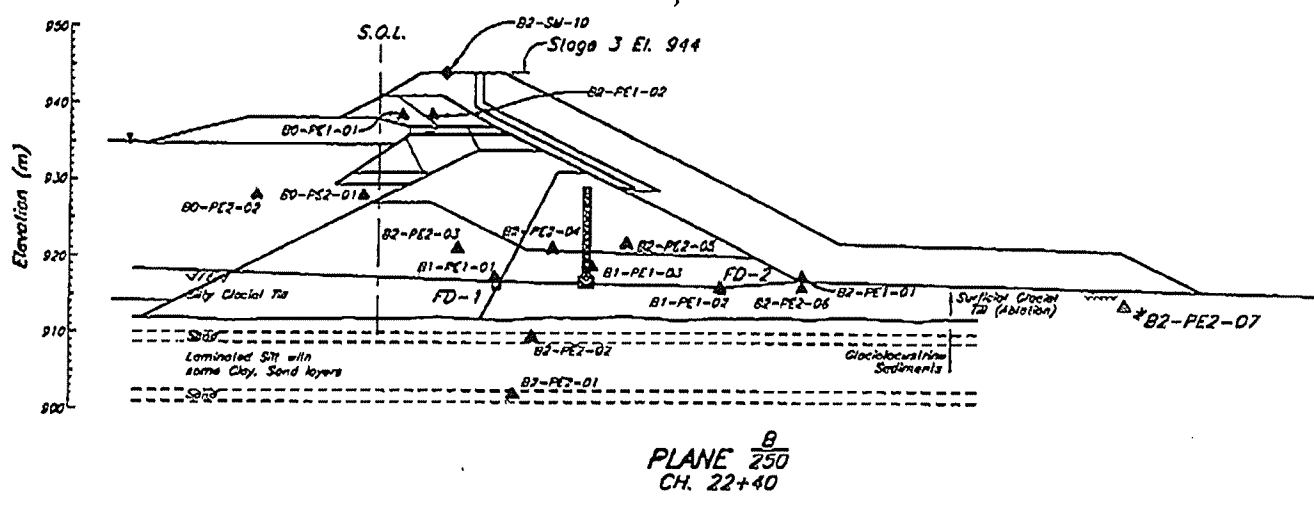 950
B2-SM-10
S.O.L.
Stage 3 El. 944
B2-PE1-02
940
B0-PE1-01
930
B0-PE2-02
B0-PS2-01
Elevation (m)
B2-PE2-03
B2-PE2-04
B2-PE2-05
920
B1-PE1-01
B1-PE1-03
FD-2
Silty Glacial Till
FD-1
B1-PE1-02
B2-PE2-06
B2-PE1-01
Surficial Glacial
Till (Ablation)
*B2-PE2-07
910
Sand
B2-PE2-02
Laminated Silt with
some Clay, Sand layers
Glaciolacustrine
Sediments
B2-PE2-01
Sand
900
PLANE B/250
CH. 22+40